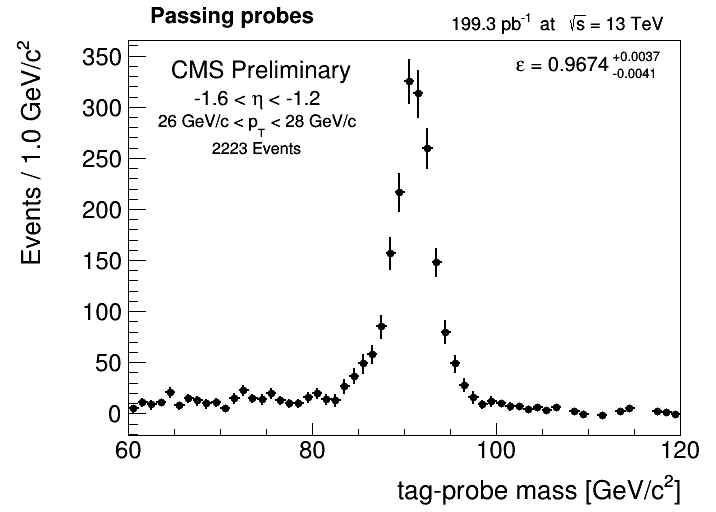 Passing probes
199.3 pb⁻¹ at √s = 13 TeV
CMS Preliminary
-1.6 < η < -1.2
26 GeV/c < p_T < 28 GeV/c
2223 Events
ε = 0.9674 +0.0037 -0.0041
Events / 1.0 GeV/c²
350
300
250
200
150
100
50
0
60 80 100 120
tag-probe mass [GeV/c²]